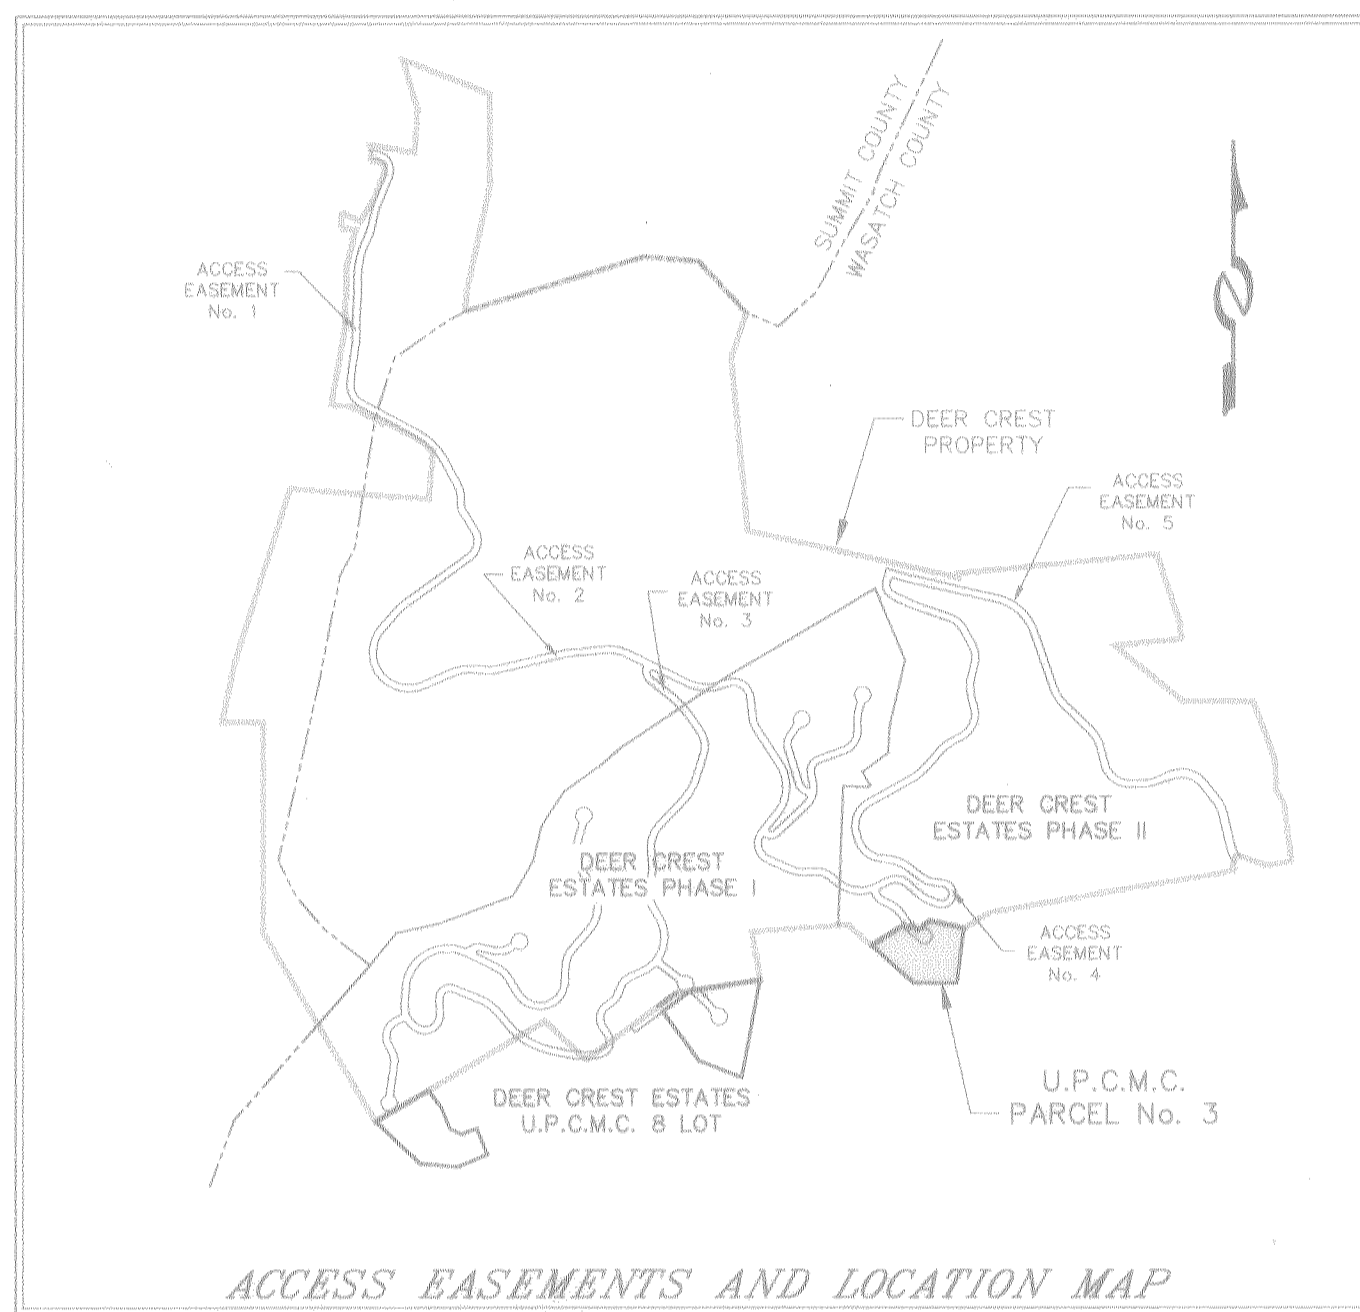 SUMMIT COUNTY
WASATCH COUNTY
ACCESS
EASEMENT
No. 1
DEER CREST
PROPERTY
ACCESS
EASEMENT
No. 5
ACCESS
EASEMENT
No. 2
ACCESS
EASEMENT
No. 3
DEER CREST
ESTATES PHASE II
DEER CREST
ESTATES PHASE I
ACCESS
EASEMENT
No. 4
U.P.C.M.C.
PARCEL No. 3
DEER CREST ESTATES
U.P.C.M.C. 8 LOT
ACCESS EASEMENTS AND LOCATION MAP